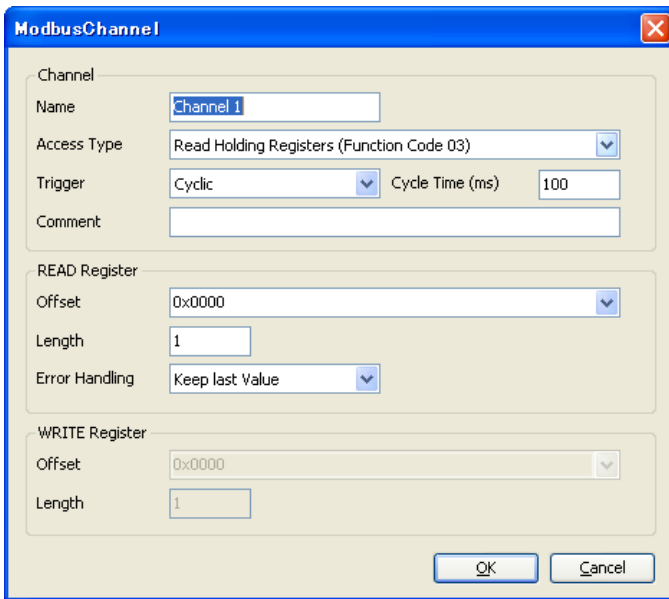 ModbusChannel
Channel
Name Channel 1
Access Type Read Holding Registers (Function Code 03)
Trigger Cyclic Cycle Time (ms) 100
Comment
READ Register
Offset 0x0000
Length 1
Error Handling Keep last Value
WRITE Register
Offset 0x0000
Length 1
OK Cancel